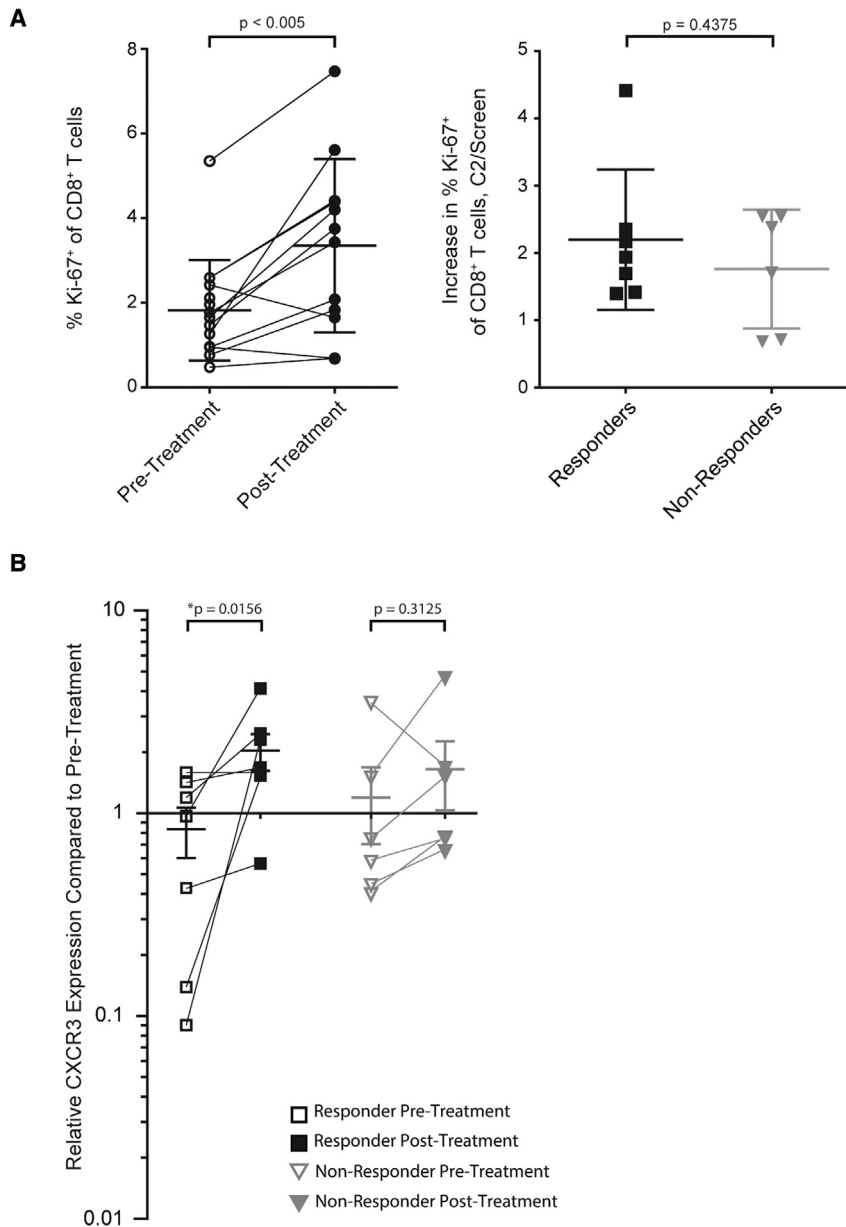 A
p < 0.005
8
6
4
2
0
% Ki-67⁺ of CD8⁺ T cells
Pre-Treatment
Post-Treatment
p = 0.4375
5
4
3
2
1
0
Increase in % Ki-67⁺
of CD8⁺ T cells, C2/Screen
Responders
Non-Responders
B
*p = 0.0156
p = 0.3125
10
1
0.1
0.01
Relative CXCR3 Expression Compared to Pre-Treatment
Responder Pre-Treatment
Responder Post-Treatment
Non-Responder Pre-Treatment
Non-Responder Post-Treatment